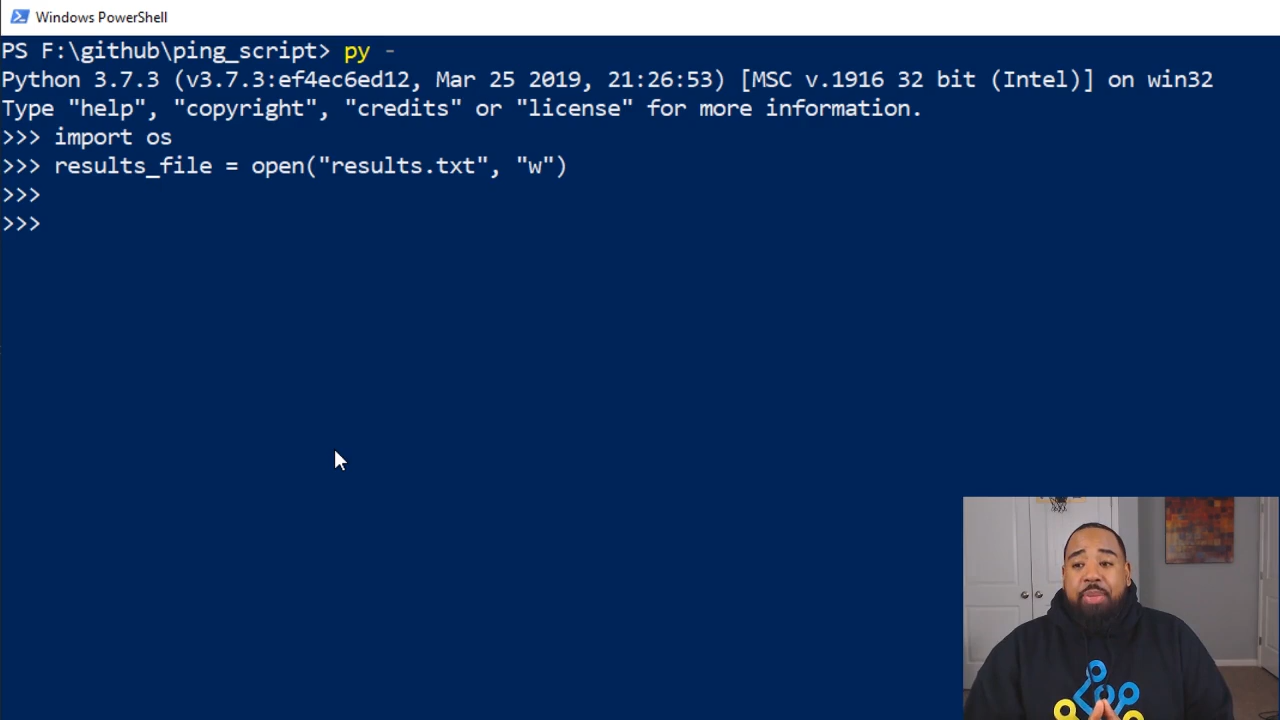 Windows PowerShell
PS F:\github\ping_script> py -
Python 3.7.3 (v3.7.3:ef4ec6ed12, Mar 25 2019, 21:26:53) [MSC v.1916 32 bit (Intel)] on win32
Type "help", "copyright", "credits" or "license" for more information.
>>> import os
>>> results_file = open("results.txt", "w")
>>>
>>>